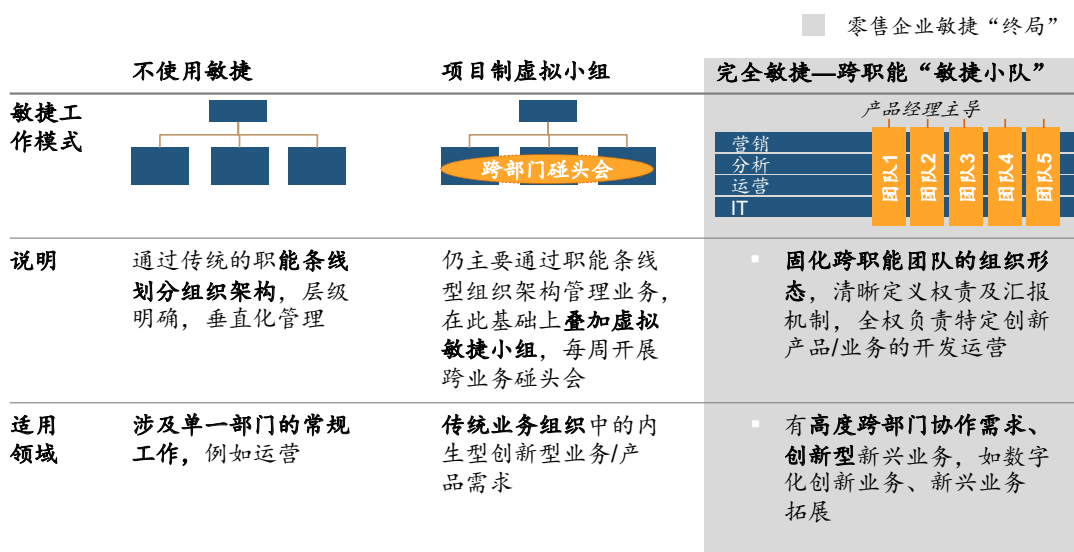 零售企业敏捷“终局”
不使用敏捷
项目制虚拟小组
完全敏捷—跨职能“敏捷小队”
敏捷工
作模式
跨部门碰头会
产品经理主导
营销
分析
运营
IT
团队1
团队2
团队3
团队4
团队5
说明
通过传统的职能条线
划分组织架构，层级
明确，垂直化管理
仍主要通过职能条线
型组织架构管理业务，
在此基础上叠加虚拟
敏捷小组，每周开展
跨业务碰头会
固化跨职能团队的组织形
态，清晰定义权责及汇报
机制，全权负责特定创新
产品/业务的开发运营
适用
领域
涉及单一部门的常规
工作，例如运营
传统业务组织中的内
生型创新型业务/产
品需求
有高度跨部门协作需求、
创新型新兴业务，如数字
化创新业务、新兴业务
拓展